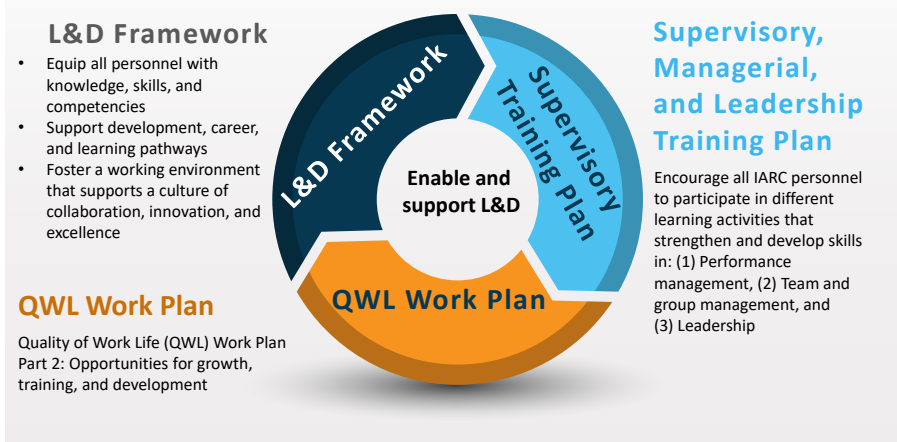 L&D Framework
• Equip all personnel with
knowledge, skills, and
competencies
• Support development, career,
and learning pathways
• Foster a working environment
that supports a culture of
collaboration, innovation, and
excellence
QWL Work Plan
Quality of Work Life (QWL) Work Plan
Part 2: Opportunities for growth,
training, and development
L&D Framework
Supervisory
Training Plan
Enable and
support L&D
QWL Work Plan
Supervisory,
Managerial,
and Leadership
Training Plan
Encourage all IARC personnel
to participate in different
learning activities that
strengthen and develop skills
in: (1) Performance
management, (2) Team and
group management, and
(3) Leadership